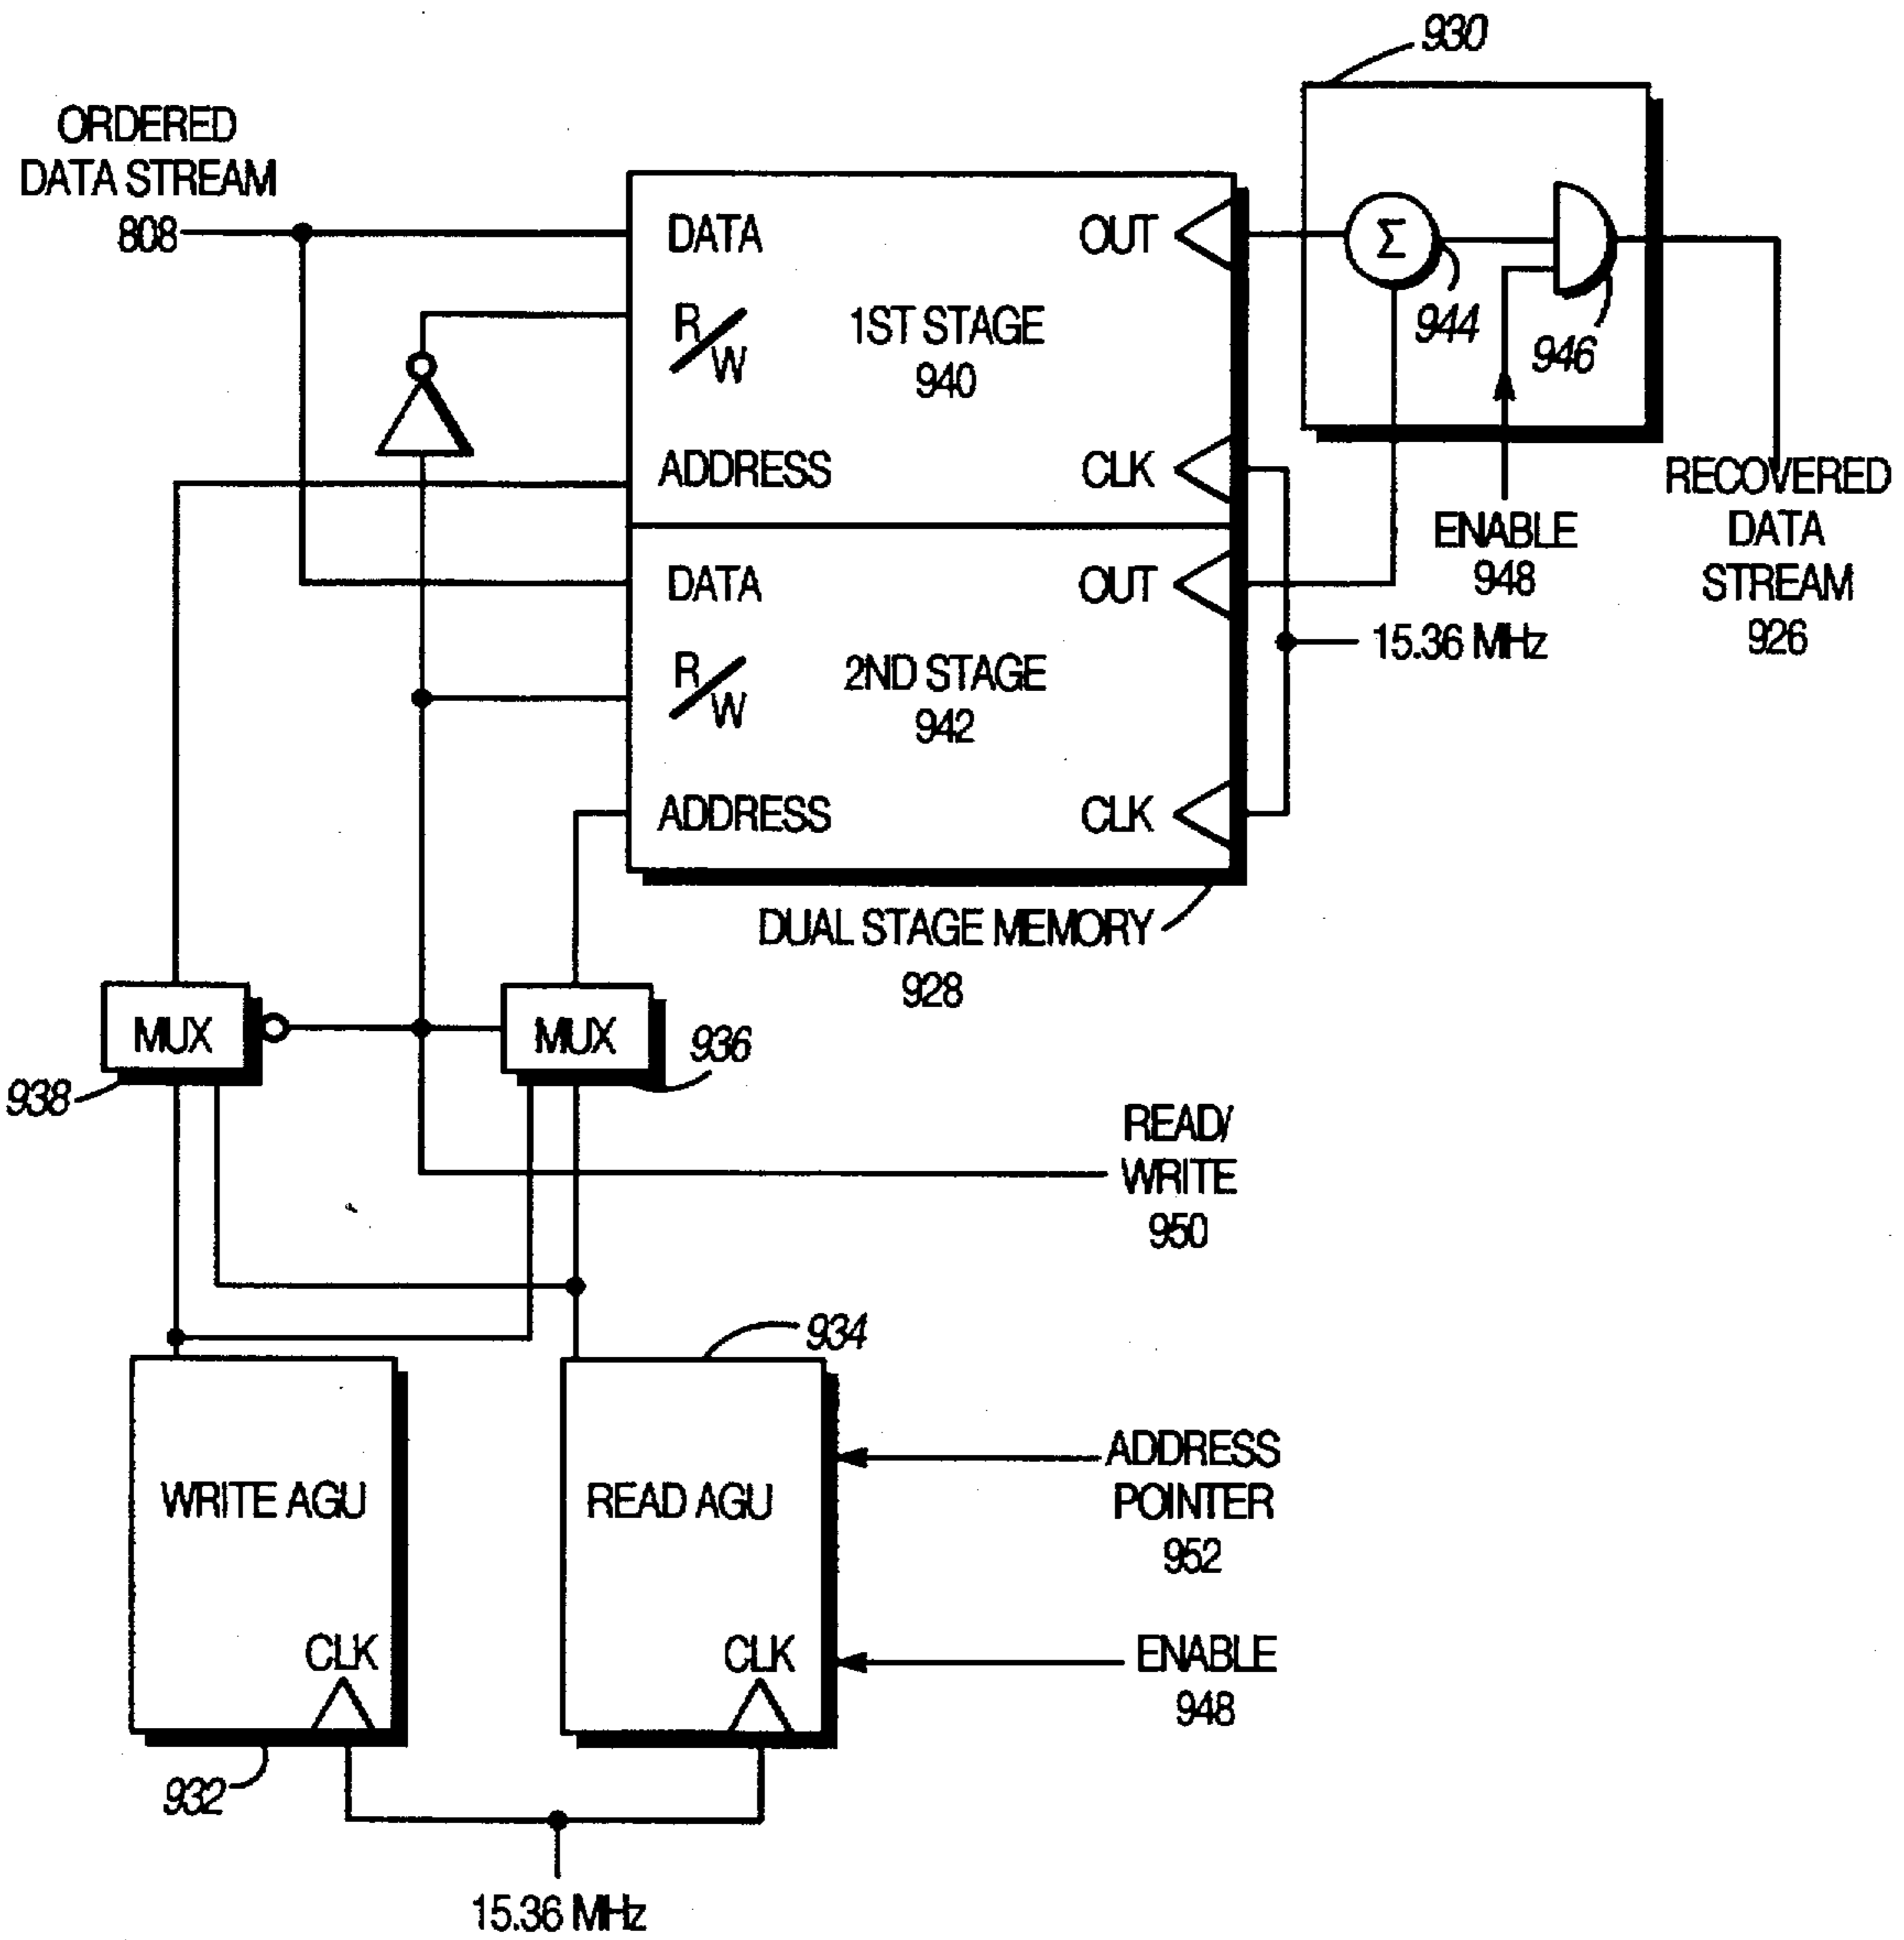 930
ORDERED
DATA STREAM
808
DATA
OUT
Σ
944
946
R/W
1ST STAGE
940
ADDRESS
CLK
RECOVERED
DATA
STREAM
926
ENABLE
948
DATA
OUT
15.36 MHz
R/W
2ND STAGE
942
ADDRESS
CLK
DUAL STAGE MEMORY
928
MUX
938
MUX
936
READ/
WRITE
950
934
WRITE AGU
READ AGU
ADDRESS
POINTER
952
CLK
CLK
ENABLE
948
932
15.36 MHz